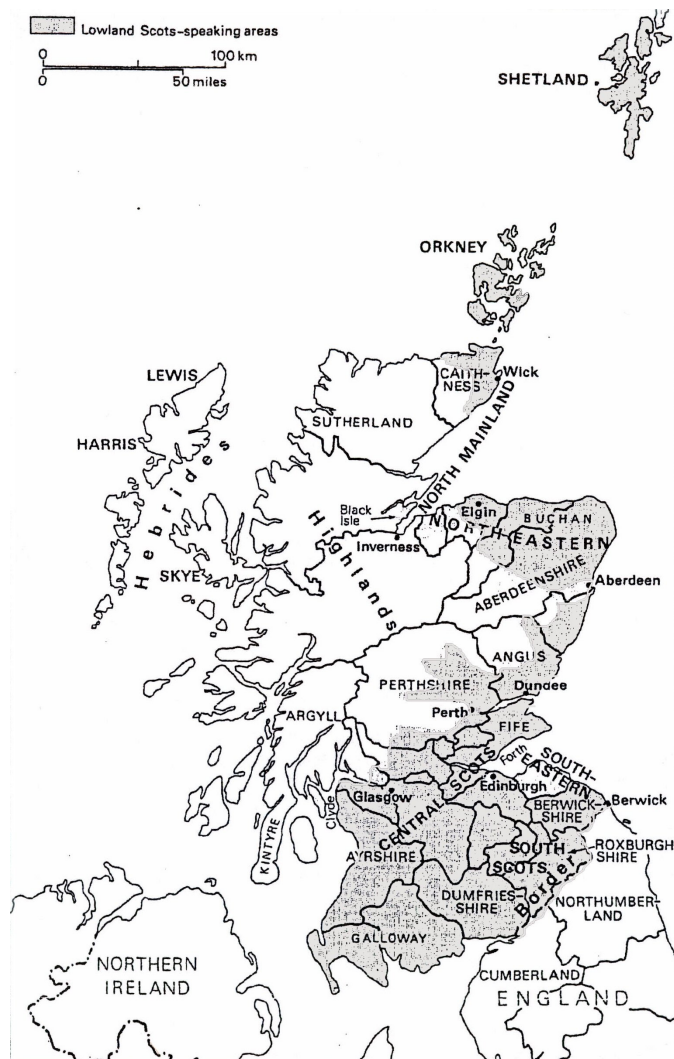 Lowland Scots-speaking areas
0 100 km
0 50 miles
SHETLAND
ORKNEY
CAITH-
NESS
Wick
LEWIS
SUTHERLAND
NORTH MAINLAND
HARRIS
Hebrides
Black
Isle
Elgin
BUCHAN
NORTH EASTERN
Inverness
Highlands
SKYE
ABERDEENSHIRE
Aberdeen
ANGUS
PERTHSHIRE
Dundee
ARGYLL
Perth
FIFE
Forth
SOUTH-
EASTERN
CENTRAL SCOTS
Edinburgh
Glasgow
Clyde
BERWICK-
SHIRE
Berwick
KINTYRE
AYRSHIRE
SOUTH
SCOTS
ROXBURGH
SHIRE
Border
DUMFRIES-
SHIRE
NORTHUMBER-
LAND
GALLOWAY
NORTHERN
IRELAND
CUMBERLAND
ENGLAND